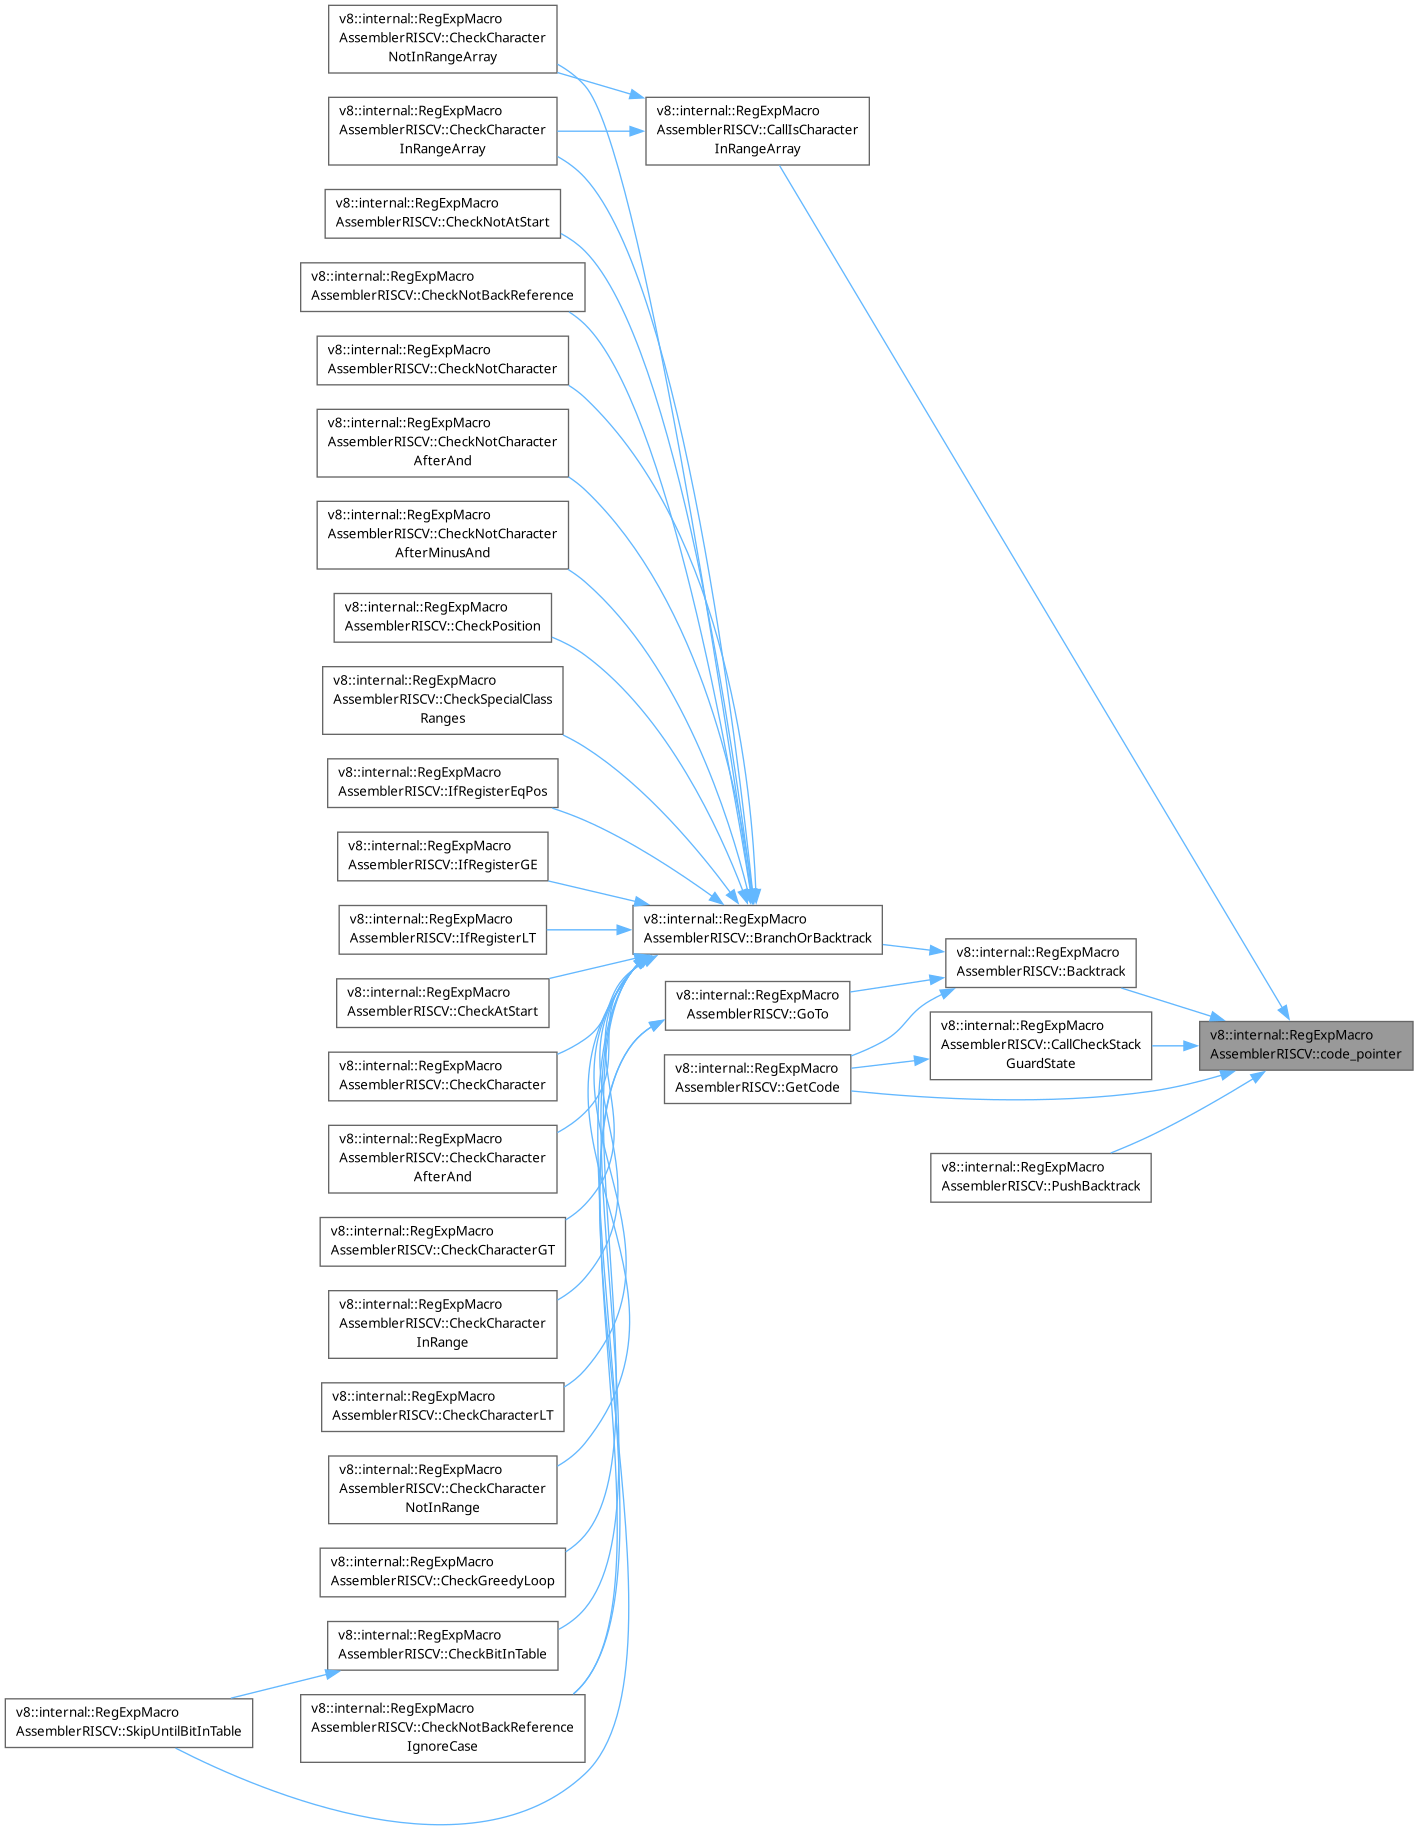 v8::internal::RegExpMacro
AssemblerRISCV::CheckCharacter
NotInRangeArray
v8::internal::RegExpMacro
AssemblerRISCV::CheckCharacter
InRangeArray
v8::internal::RegExpMacro
AssemblerRISCV::CallIsCharacter
InRangeArray
v8::internal::RegExpMacro
AssemblerRISCV::CheckNotAtStart
v8::internal::RegExpMacro
AssemblerRISCV::CheckNotBackReference
v8::internal::RegExpMacro
AssemblerRISCV::CheckNotCharacter
v8::internal::RegExpMacro
AssemblerRISCV::CheckNotCharacter
AfterAnd
v8::internal::RegExpMacro
AssemblerRISCV::CheckNotCharacter
AfterMinusAnd
v8::internal::RegExpMacro
AssemblerRISCV::CheckPosition
v8::internal::RegExpMacro
AssemblerRISCV::CheckSpecialClass
Ranges
v8::internal::RegExpMacro
AssemblerRISCV::IfRegisterEqPos
v8::internal::RegExpMacro
AssemblerRISCV::IfRegisterGE
v8::internal::RegExpMacro
AssemblerRISCV::IfRegisterLT
v8::internal::RegExpMacro
AssemblerRISCV::BranchOrBacktrack
v8::internal::RegExpMacro
AssemblerRISCV::Backtrack
v8::internal::RegExpMacro
AssemblerRISCV::CheckAtStart
v8::internal::RegExpMacro
AssemblerRISCV::GoTo
v8::internal::RegExpMacro
AssemblerRISCV::CallCheckStack
GuardState
v8::internal::RegExpMacro
AssemblerRISCV::code_pointer
v8::internal::RegExpMacro
AssemblerRISCV::CheckCharacter
v8::internal::RegExpMacro
AssemblerRISCV::GetCode
v8::internal::RegExpMacro
AssemblerRISCV::CheckCharacter
AfterAnd
v8::internal::RegExpMacro
AssemblerRISCV::PushBacktrack
v8::internal::RegExpMacro
AssemblerRISCV::CheckCharacterGT
v8::internal::RegExpMacro
AssemblerRISCV::CheckCharacter
InRange
v8::internal::RegExpMacro
AssemblerRISCV::CheckCharacterLT
v8::internal::RegExpMacro
AssemblerRISCV::CheckCharacter
NotInRange
v8::internal::RegExpMacro
AssemblerRISCV::CheckGreedyLoop
v8::internal::RegExpMacro
AssemblerRISCV::CheckBitInTable
v8::internal::RegExpMacro
AssemblerRISCV::SkipUntilBitInTable
v8::internal::RegExpMacro
AssemblerRISCV::CheckNotBackReference
IgnoreCase